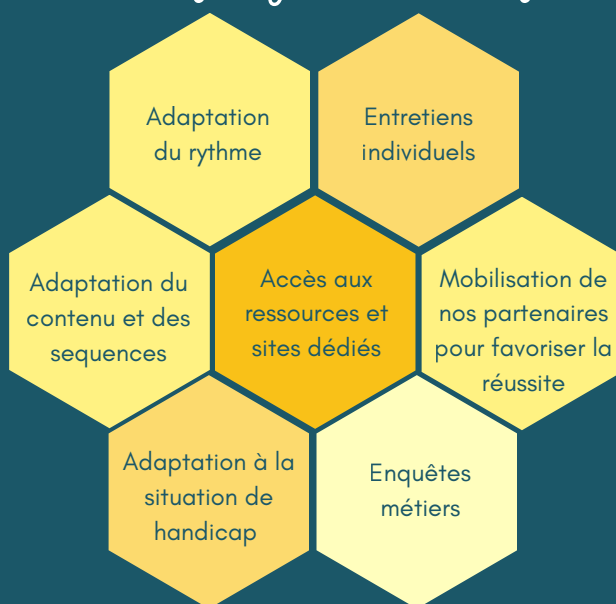 Adaptation
du rythme
Entretiens
individuels
Adaptation du
contenu et des
sequences
Accès aux
ressources et
sites dédiés
Mobilisation de
nos partenaires
pour favoriser la
réussite
Adaptation à la
situation de
handicap
Enquêtes
métiers